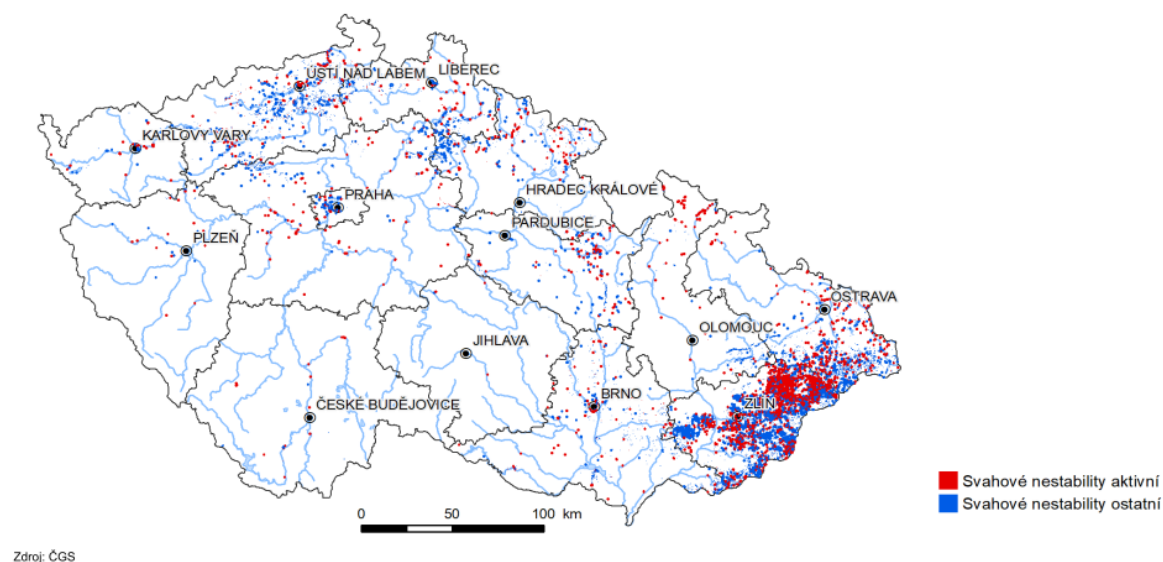 ÚSTÍ NAD LABEM
LIBEREC
KARLOVY VARY
PRAHA
HRADEC KRÁLOVÉ
PARDUBICE
PLZEŇ
OSTRAVA
OLOMOUC
JIHLAVA
BRNO
ZLÍN
ČESKÉ BUDĚJOVICE
Svahové nestability aktivní
Svahové nestability ostatní
0 50 100 km
Zdroj: ČGS